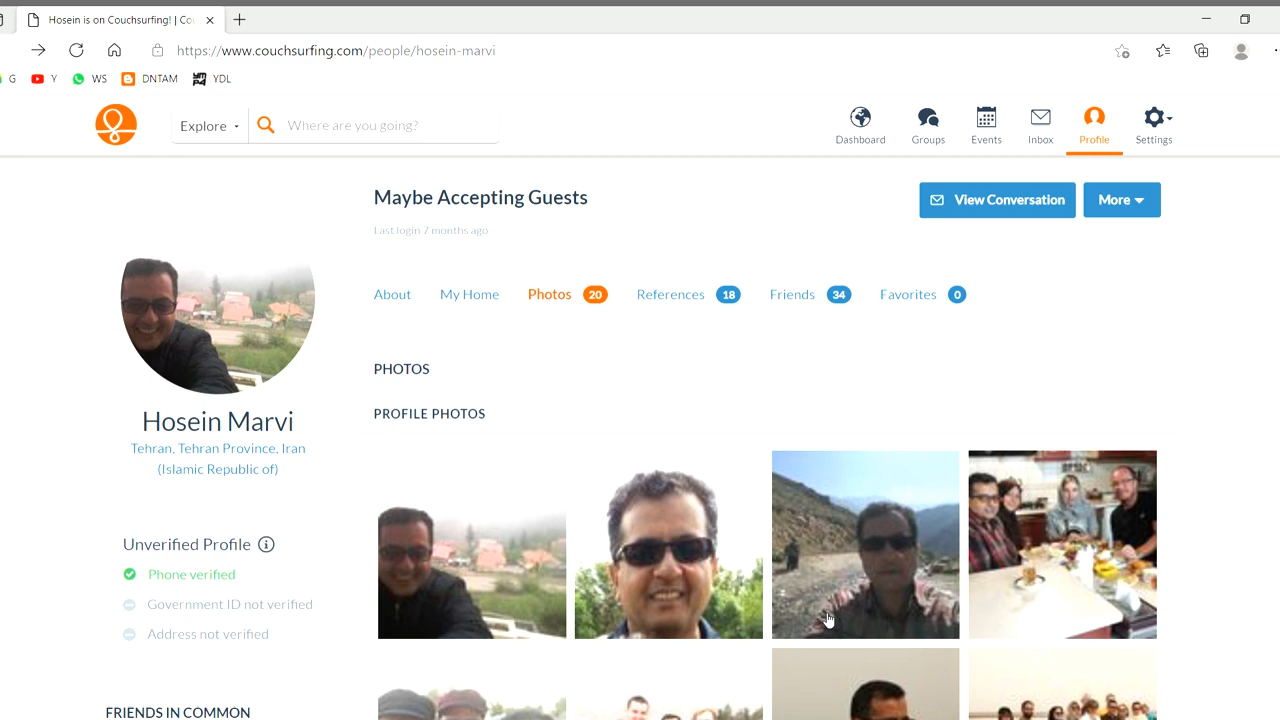 Hosein is on Couchsurfing! | Co
https://www.couchsurfing.com/people/hosein-marvi
G Y WS DNTAM YDL
Explore Where are you going?
Dashboard Groups Events Inbox Profile Settings
Maybe Accepting Guests
View Conversation More
Last login 7 months ago
About My Home Photos 20 References 18 Friends 34 Favorites 0
PHOTOS
PROFILE PHOTOS
Hosein Marvi
Tehran, Tehran Province, Iran
(Islamic Republic of)
Unverified Profile
Phone verified
Government ID not verified
Address not verified
FRIENDS IN COMMON